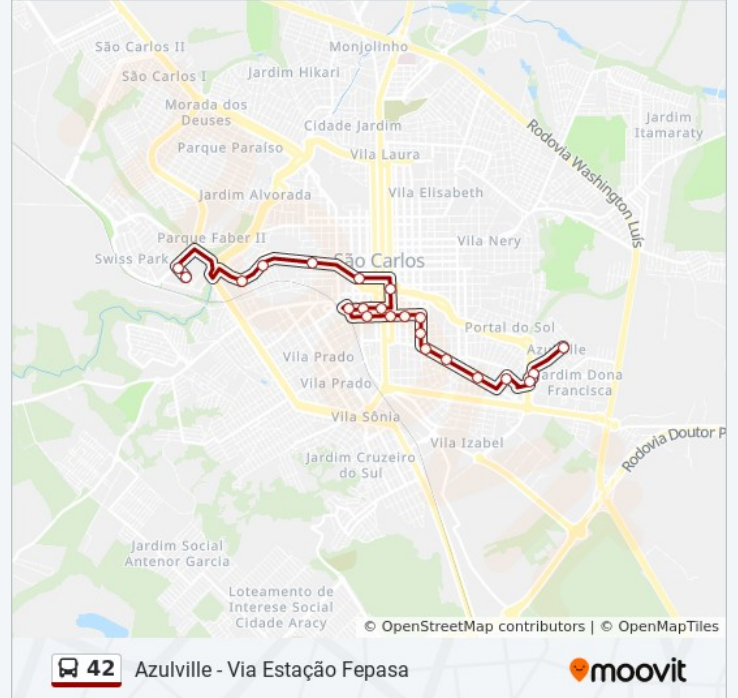 São Carlos II
Monjolinho
São Carlos I
Jardim Hikari
Morada dos
Deuses
Jardim
Itamaraty
Cidade Jardim
Rodovia Washington Luís
Parque Paraíso
Vila Laura
Jardim Alvorada
Vila Elisabeth
Parque Faber II
Vila Nery
Swiss Park
São Carlos
Portal do Sol
Vila Prado
Jardim Dona
Francisca
Vila Prado
Vila Sônia
Vila Izabel
Rodovia Doutor P
Jardim Cruzeiro
do Sul
Jardim Social
Antenor Garcia
Loteamento de
Interesse Social
Cidade Aracy
© OpenStreetMap contributors | © OpenMapTiles
42 Azulville - Via Estação Fepasa
moovit